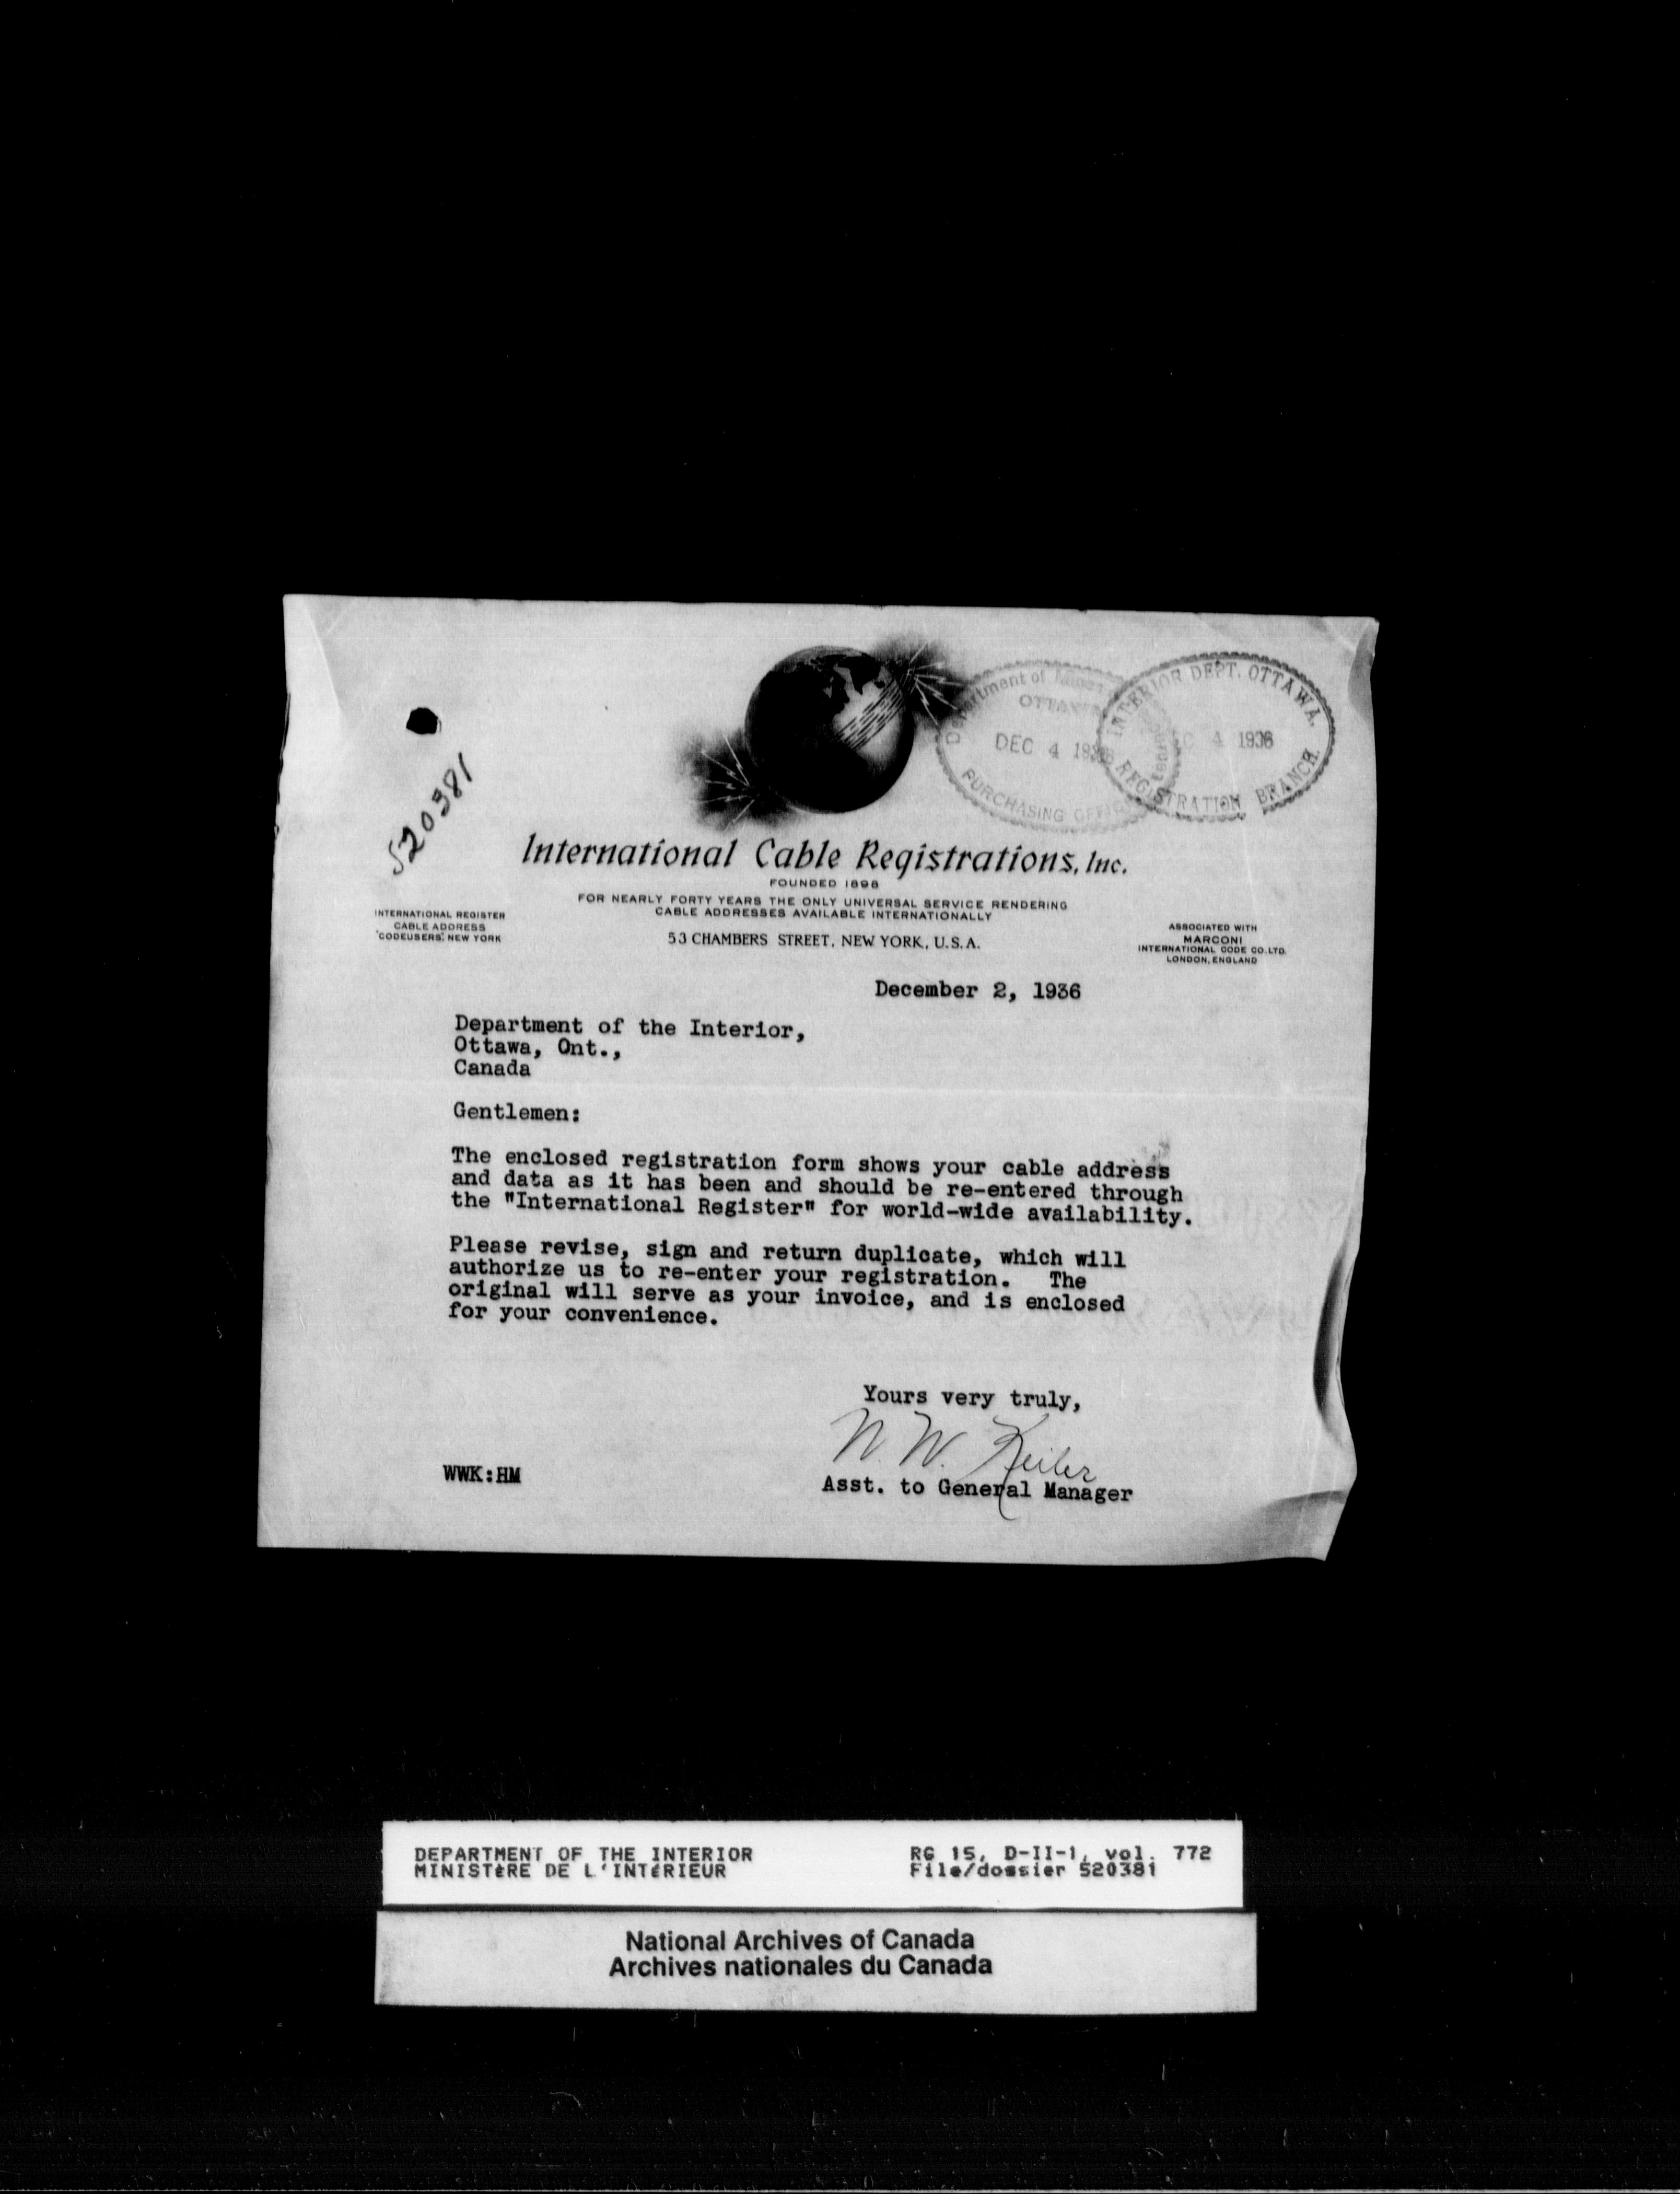 520381
Department of Mines
OTTAWA
DEC 4 1936
PURCHASING OFFICE
INTERIOR DEPT. OTTAWA.
4 1936
REGISTRATION BRANCH.
International Cable Registrations, Inc.
FOUNDED 1898
FOR NEARLY FORTY YEARS THE ONLY UNIVERSAL SERVICE RENDERING
CABLE ADDRESSES AVAILABLE INTERNATIONALLY
53 CHAMBERS STREET, NEW YORK, U.S.A.
INTERNATIONAL REGISTER
CABLE ADDRESS
"CODEUSERS", NEW YORK
ASSOCIATED WITH
MARCONI
INTERNATIONAL CODE CO. LTD.
LONDON, ENGLAND
December 2, 1936
Department of the Interior,
Ottawa, Ont.,
Canada
Gentlemen:
The enclosed registration form shows your cable address
and data as it has been and should be re-entered through
the "International Register" for world-wide availability.
Please revise, sign and return duplicate, which will
authorize us to re-enter your registration. The
original will serve as your invoice, and is enclosed
for your convenience.
Yours very truly,
W. W. Keiler
Asst. to General Manager
WWK:HM
DEPARTMENT OF THE INTERIOR
MINISTèRE DE L'INTéRIEUR
RG 15, D-II-1, vol. 772
File/dossier 520381
National Archives of Canada
Archives nationales du Canada